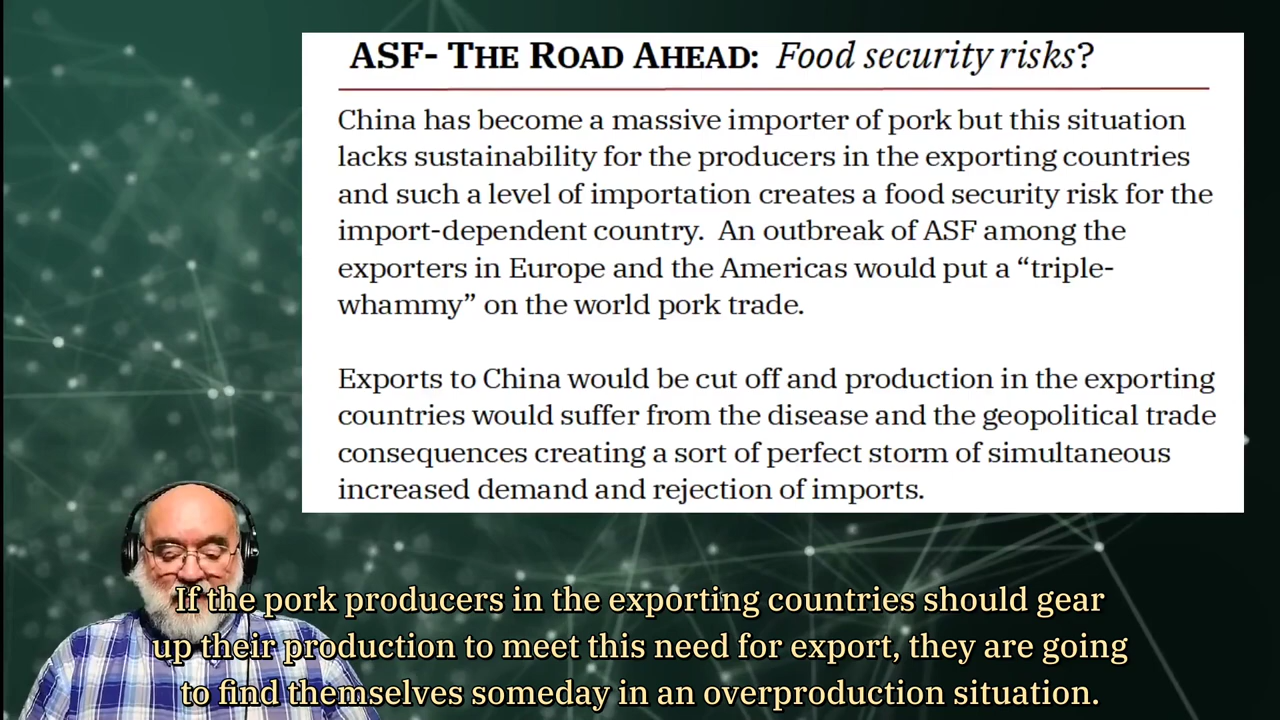 ASF- THE ROAD AHEAD: Food security risks?
China has become a massive importer of pork but this situation
lacks sustainability for the producers in the exporting countries
and such a level of importation creates a food security risk for the
import-dependent country.  An outbreak of ASF among the
exporters in Europe and the Americas would put a “triple-
whammy” on the world pork trade.
Exports to China would be cut off and production in the exporting
countries would suffer from the disease and the geopolitical trade
consequences creating a sort of perfect storm of simultaneous
increased demand and rejection of imports.
If the pork producers in the exporting countries should gear
up their production to meet this need for export, they are going
to find themselves someday in an overproduction situation.